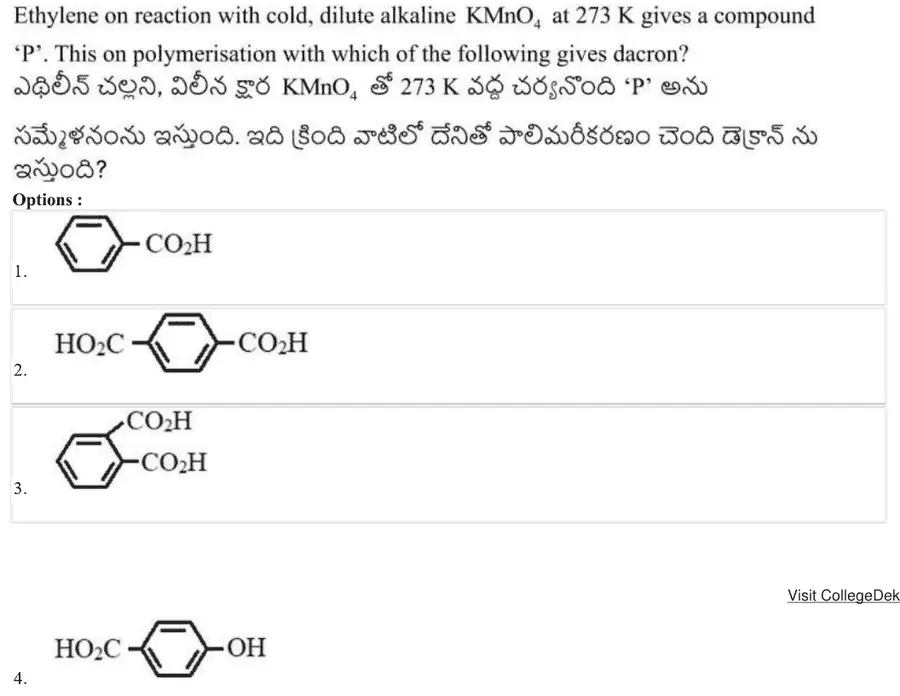 Ethylene on reaction with cold, dilute alkaline KMnO₄ at 273 K gives a compound
‘P’. This on polymerisation with which of the following gives dacron?
ఎథిలీన్ చల్లని, విలీన క్షార KMnO₄ తో 273 K వద్ద చర్యనొంది ‘P’ అను
సమ్మేళనంను ఇస్తుంది. ఇది క్రింది వాటిలో దేనితో పాలిమరీకరణం చెంది డెక్రాన్ ను
ఇస్తుంది?
Options :
CO₂H
1.
HO₂C CO₂H
2.
CO₂H
CO₂H
3.
Visit CollegeDek
HO₂C OH
4.